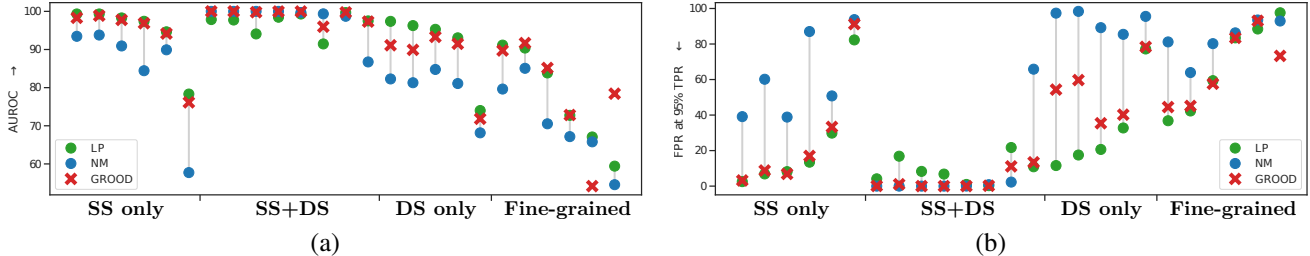 AUROC →
100
90
80
70
60
LP
NM
GROOD
SS only
SS+DS
DS only
Fine-grained
(a)
FPR at 95% TPR ←
100
80
60
40
20
0
LP
NM
GROOD
SS only
SS+DS
DS only
Fine-grained
(b)